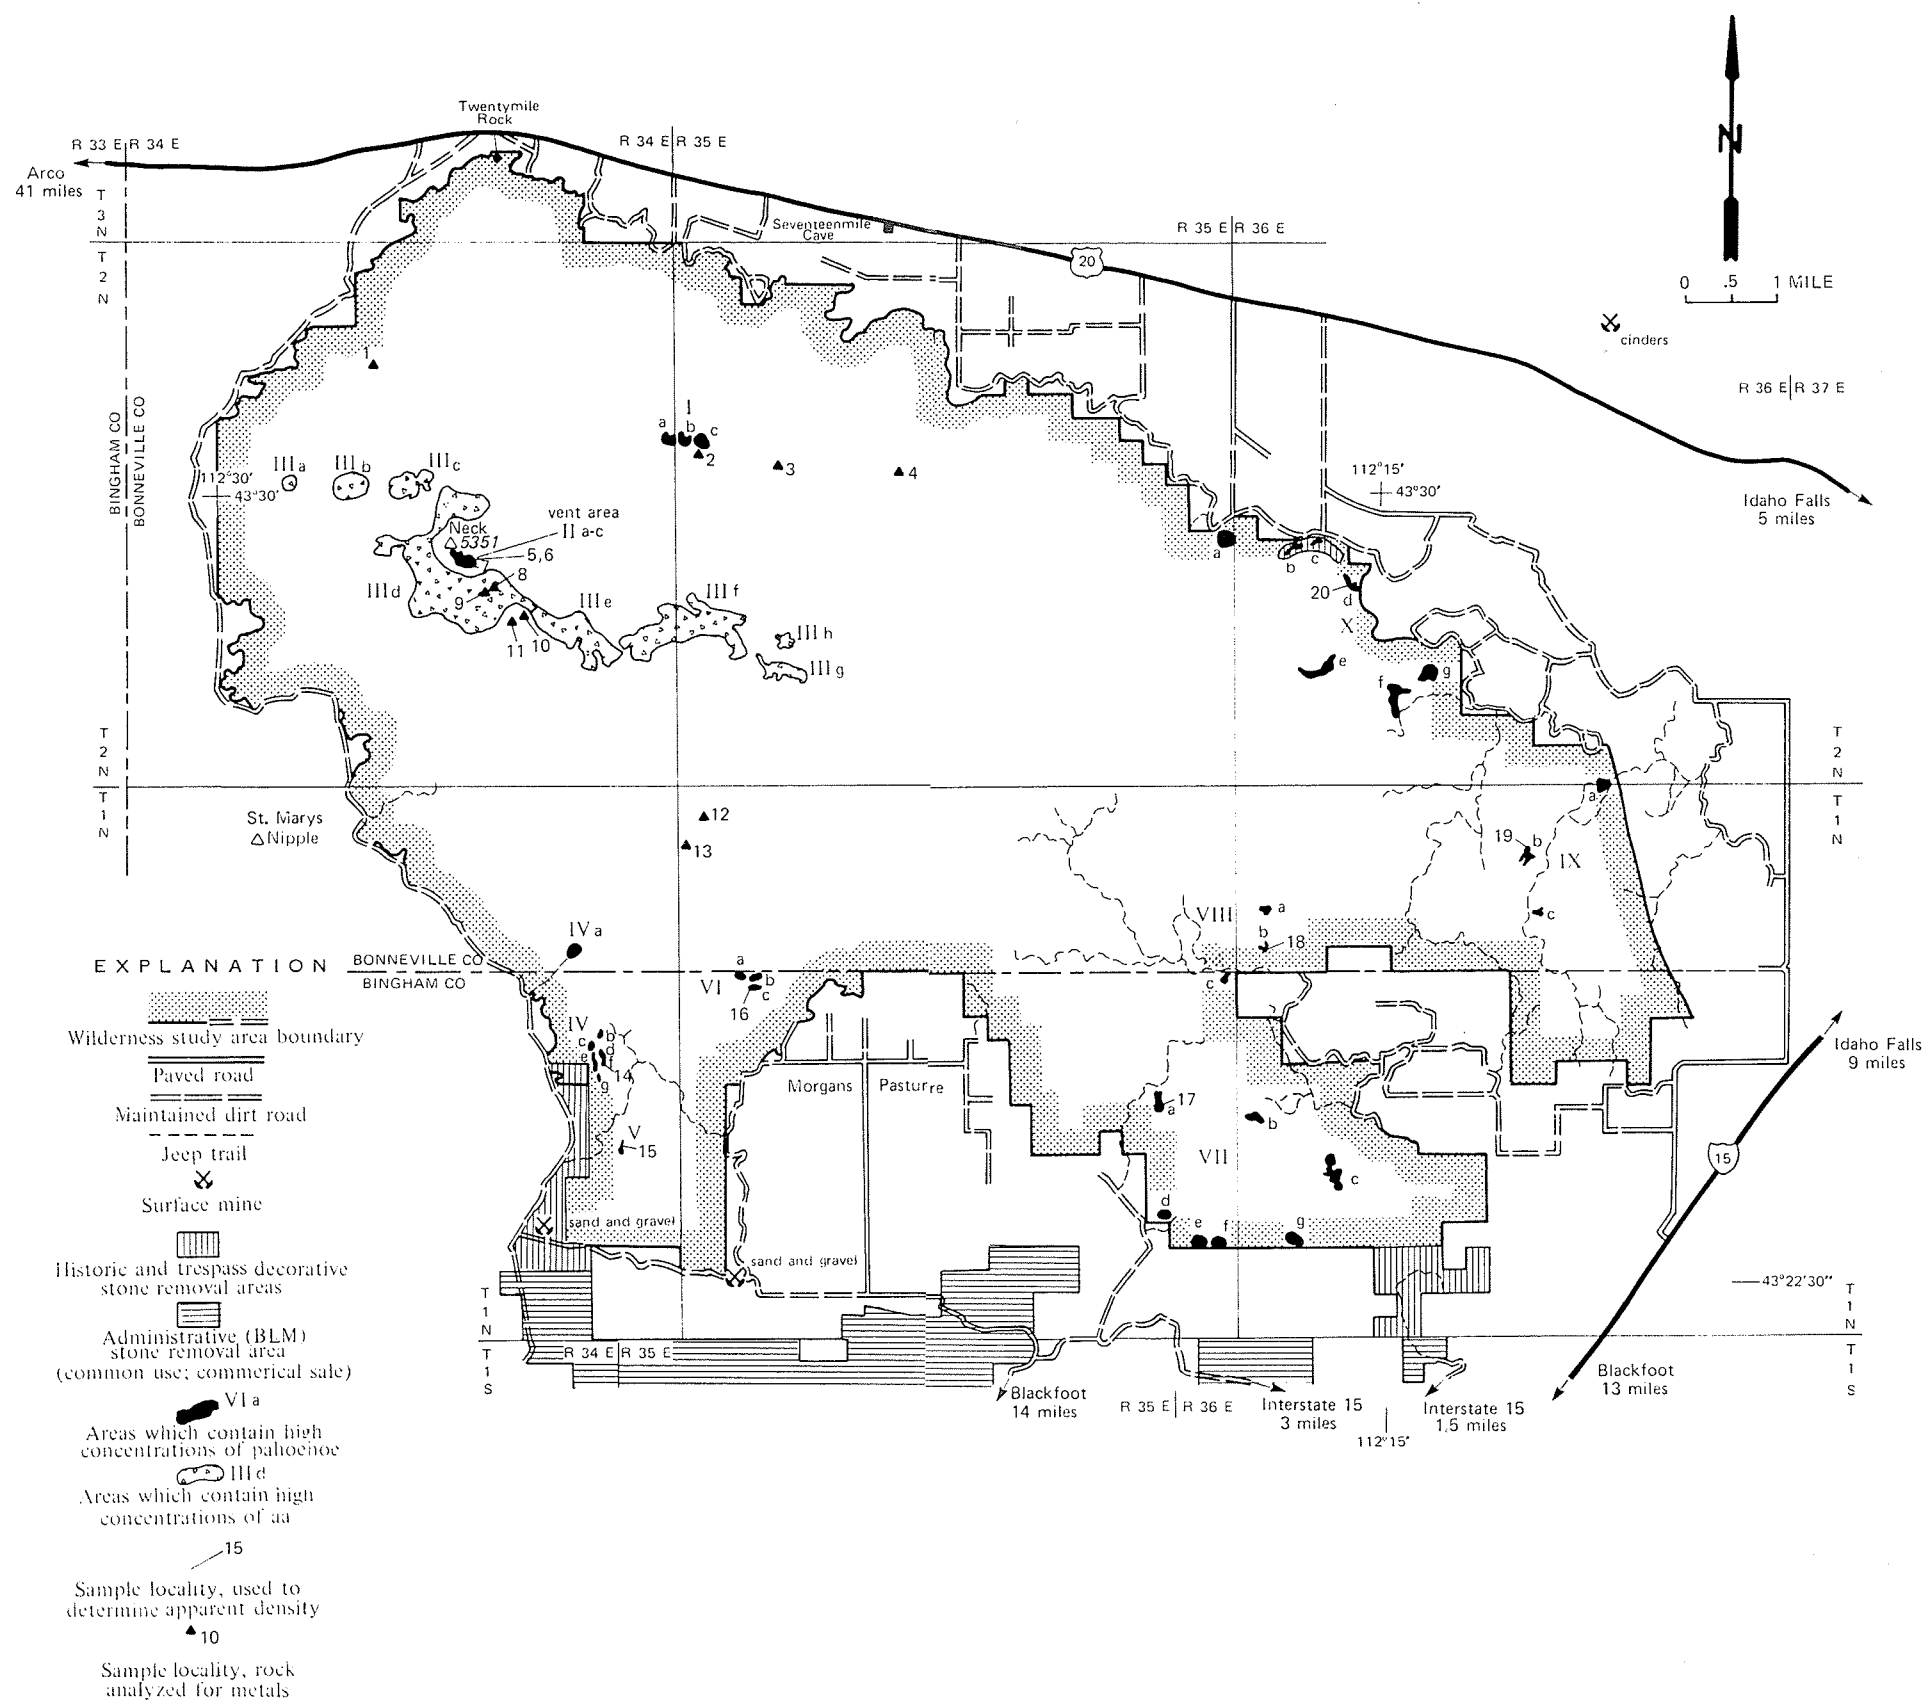 Twentymile
Rock
R 33 E R 34 E
R 34 E R 35 E
Arco
41 miles
T
3
N
T
2
N
Seventeenmile
Cave
R 35 E R 36 E
20
N
0 .5 1 MILE
cinders
R 36 E R 37 E
1
I
a b c
2
3
4
BINGHAM CO
BONNEVILLE CO
III a
III b
III c
112°30'
43°30'
112°15'
43°30'
Idaho Falls
5 miles
Neck
5351
vent area
II a-c
5,6
8
9
III d
III e
III f
III h
III g
10
11
a
b
c
20
d
X
e
f
g
T
2
N
T
1
N
T
2
N
T
1
N
St. Marys
Nipple
12
13
a
19
b
IX
c
VIII
a
b
18
c
IV a
BONNEVILLE CO
BINGHAM CO
a
VI
b
c
16
IV
b
c
d
e
14
g
V
15
Morgans Pasturre
17
a
b
VII
c
d
e
f
g
sand and gravel
sand and gravel
Idaho Falls
9 miles
15
43°22'30"
T
1
N
T
1
S
T
1
N
T
1
S
R 34 E R 35 E
Blackfoot
14 miles
R 35 E R 36 E
Interstate 15
3 miles
112°15'
Interstate 15
1,5 miles
Blackfoot
13 miles
EXPLANATION
Wilderness study area boundary
Paved road
Maintained dirt road
Jeep trail
Surface mine
Historic and trespass decorative
stone removal areas
Administrative (BLM)
stone removal area
(common use; commerical sale)
VI a
Areas which contain high
concentrations of pahoehoe
III d
Areas which contain high
concentrations of aa
15
Sample locality, used to
determine apparent density
10
Sample locality, rock
analyzed for metals